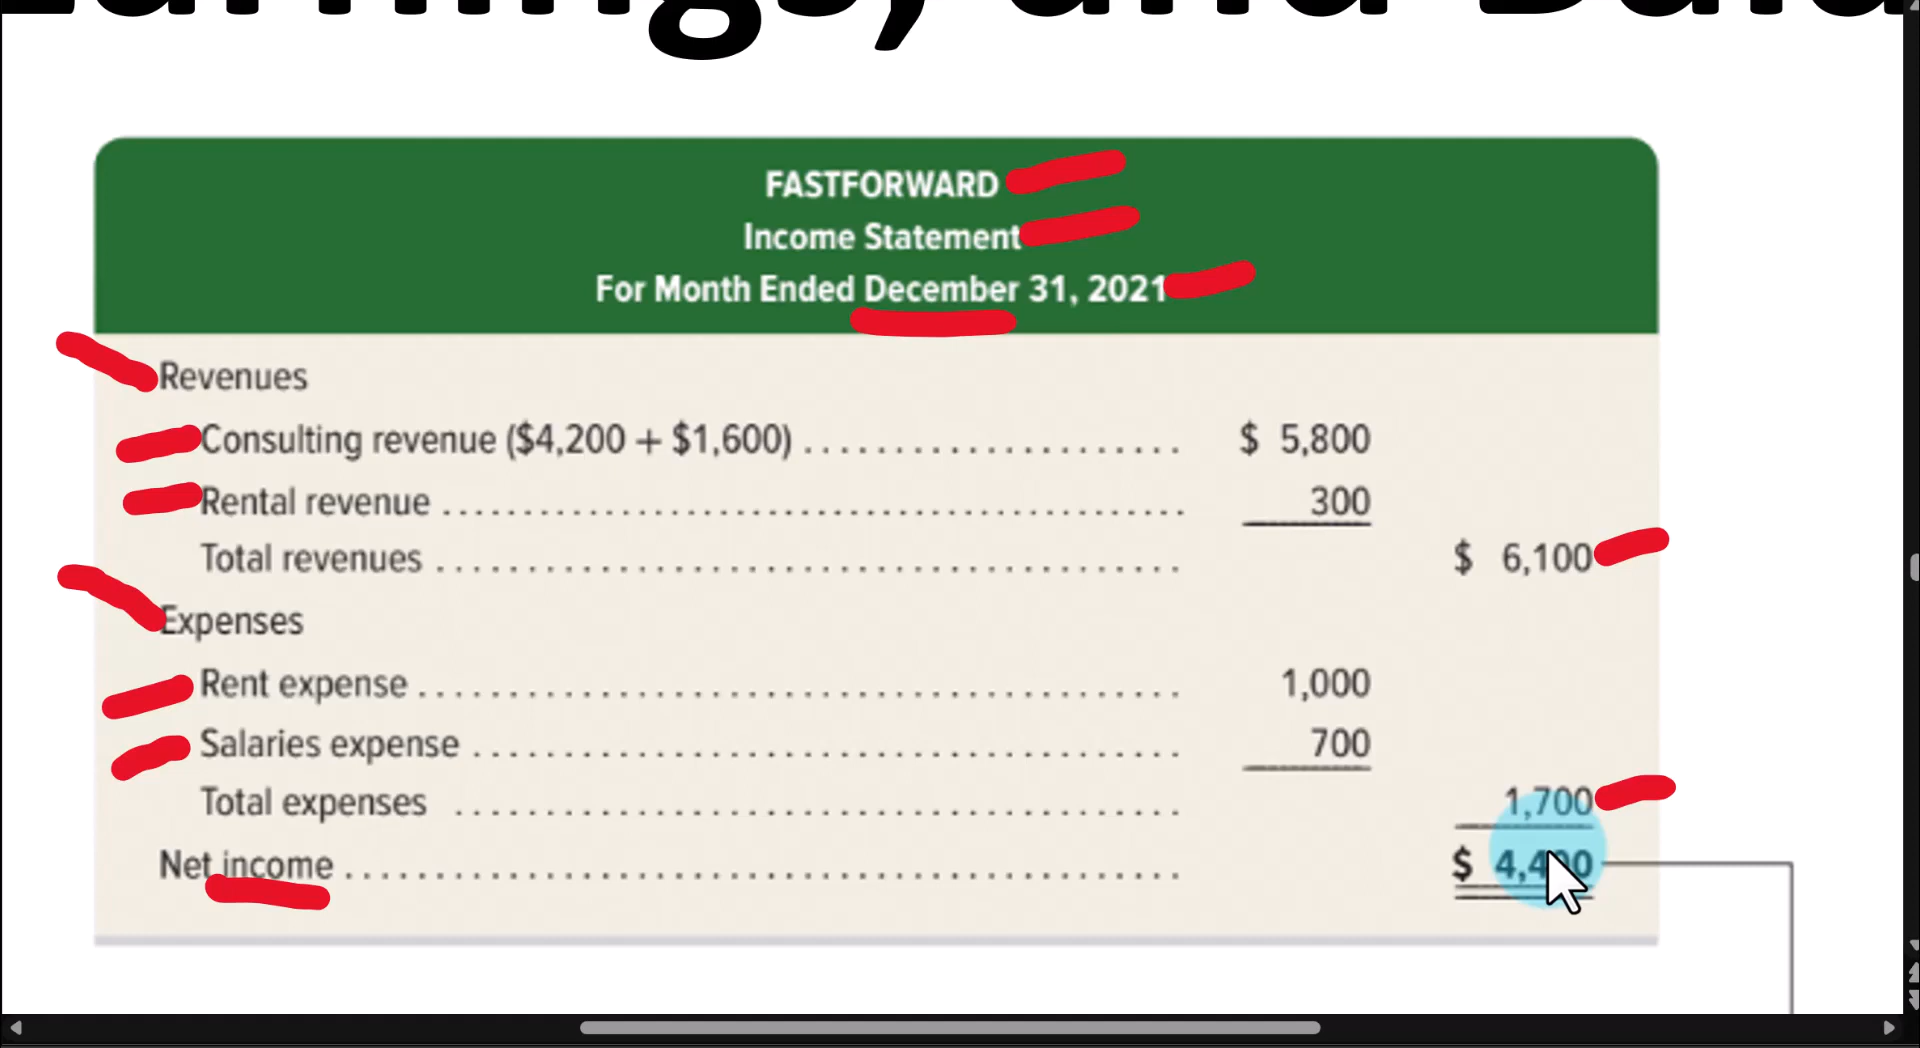 FASTFORWARD
Income Statement
For Month Ended December 31, 2021
Revenues
Consulting revenue ($4,200 + $1,600) $ 5,800
Rental revenue 300
Total revenues $ 6,100
Expenses
Rent expense 1,000
Salaries expense 700
Total expenses 1,700
Net income $ 4,400